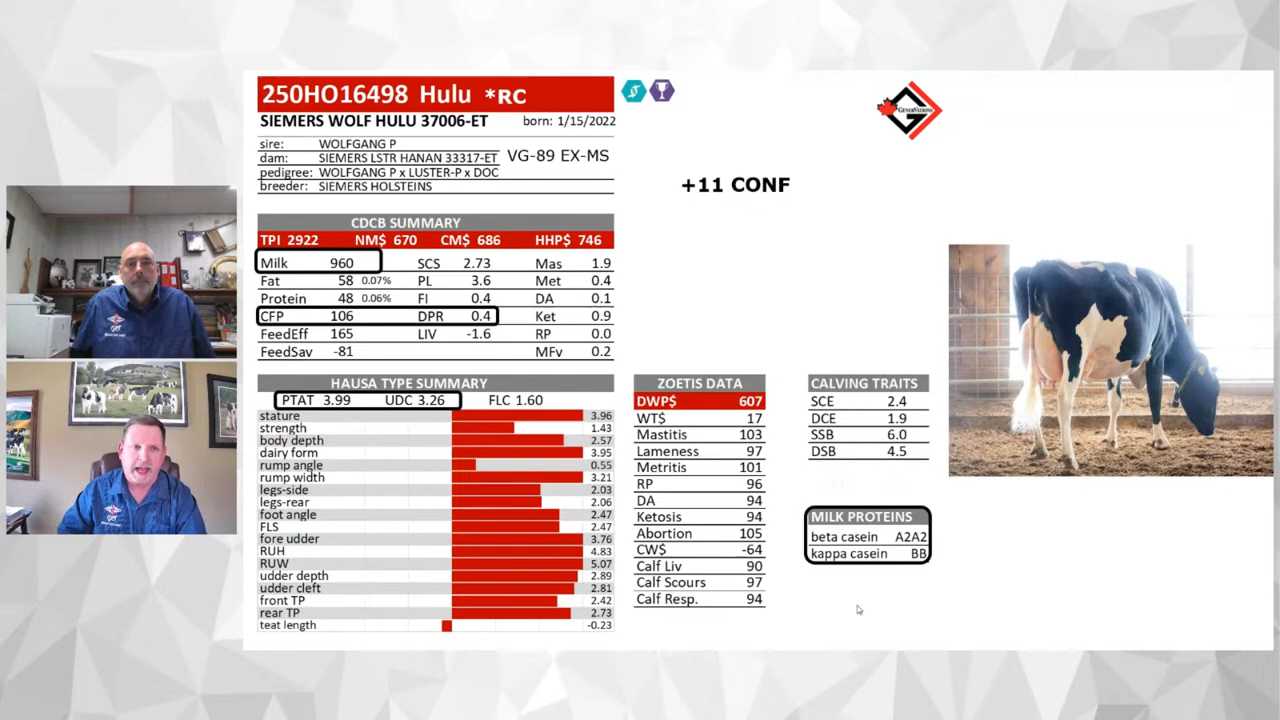 250HO16498 Hulu *RC
SIEMERS WOLF HULU 37006-ET born: 1/15/2022
sire: WOLFGANG P
dam: SIEMERS LSTR HANAN 33317-ET VG-89 EX-MS
pedigree: WOLFGANG P x LUSTER-P x DOC
breeder: SIEMERS HOLSTEINS
GENERVATIONS
+11 CONF
CDCB SUMMARY
TPI 2922 NM$ 670 CM$ 686 HHP$ 746
Milk 960 SCS 2.73 Mas 1.9
Fat 58 0.07% PL 3.6 Met 0.4
Protein 48 0.06% FI 0.4 DA 0.1
CFP 106 DPR 0.4 Ket 0.9
FeedEff 165 LIV -1.6 RP 0.0
FeedSav -81 MFv 0.2
HAUSA TYPE SUMMARY
PTAT 3.99 UDC 3.26 FLC 1.60
stature 3.96
strength 1.43
body depth 2.57
dairy form 3.95
rump angle 0.55
rump width 3.21
legs-side 2.03
legs-rear 2.06
foot angle 2.47
FLS 2.47
fore udder 3.76
RUH 4.83
RUW 5.07
udder depth 2.89
udder cleft 2.81
front TP 2.42
rear TP 2.73
teat length -0.23
ZOETIS DATA
DWP$ 607
WT$ 17
Mastitis 103
Lameness 97
Metritis 101
RP 96
DA 94
Ketosis 94
Abortion 105
CW$ -64
Calf Liv 90
Calf Scours 97
Calf Resp. 94
CALVING TRAITS
SCE 2.4
DCE 1.9
SSB 6.0
DSB 4.5
MILK PROTEINS
beta casein A2A2
kappa casein BB